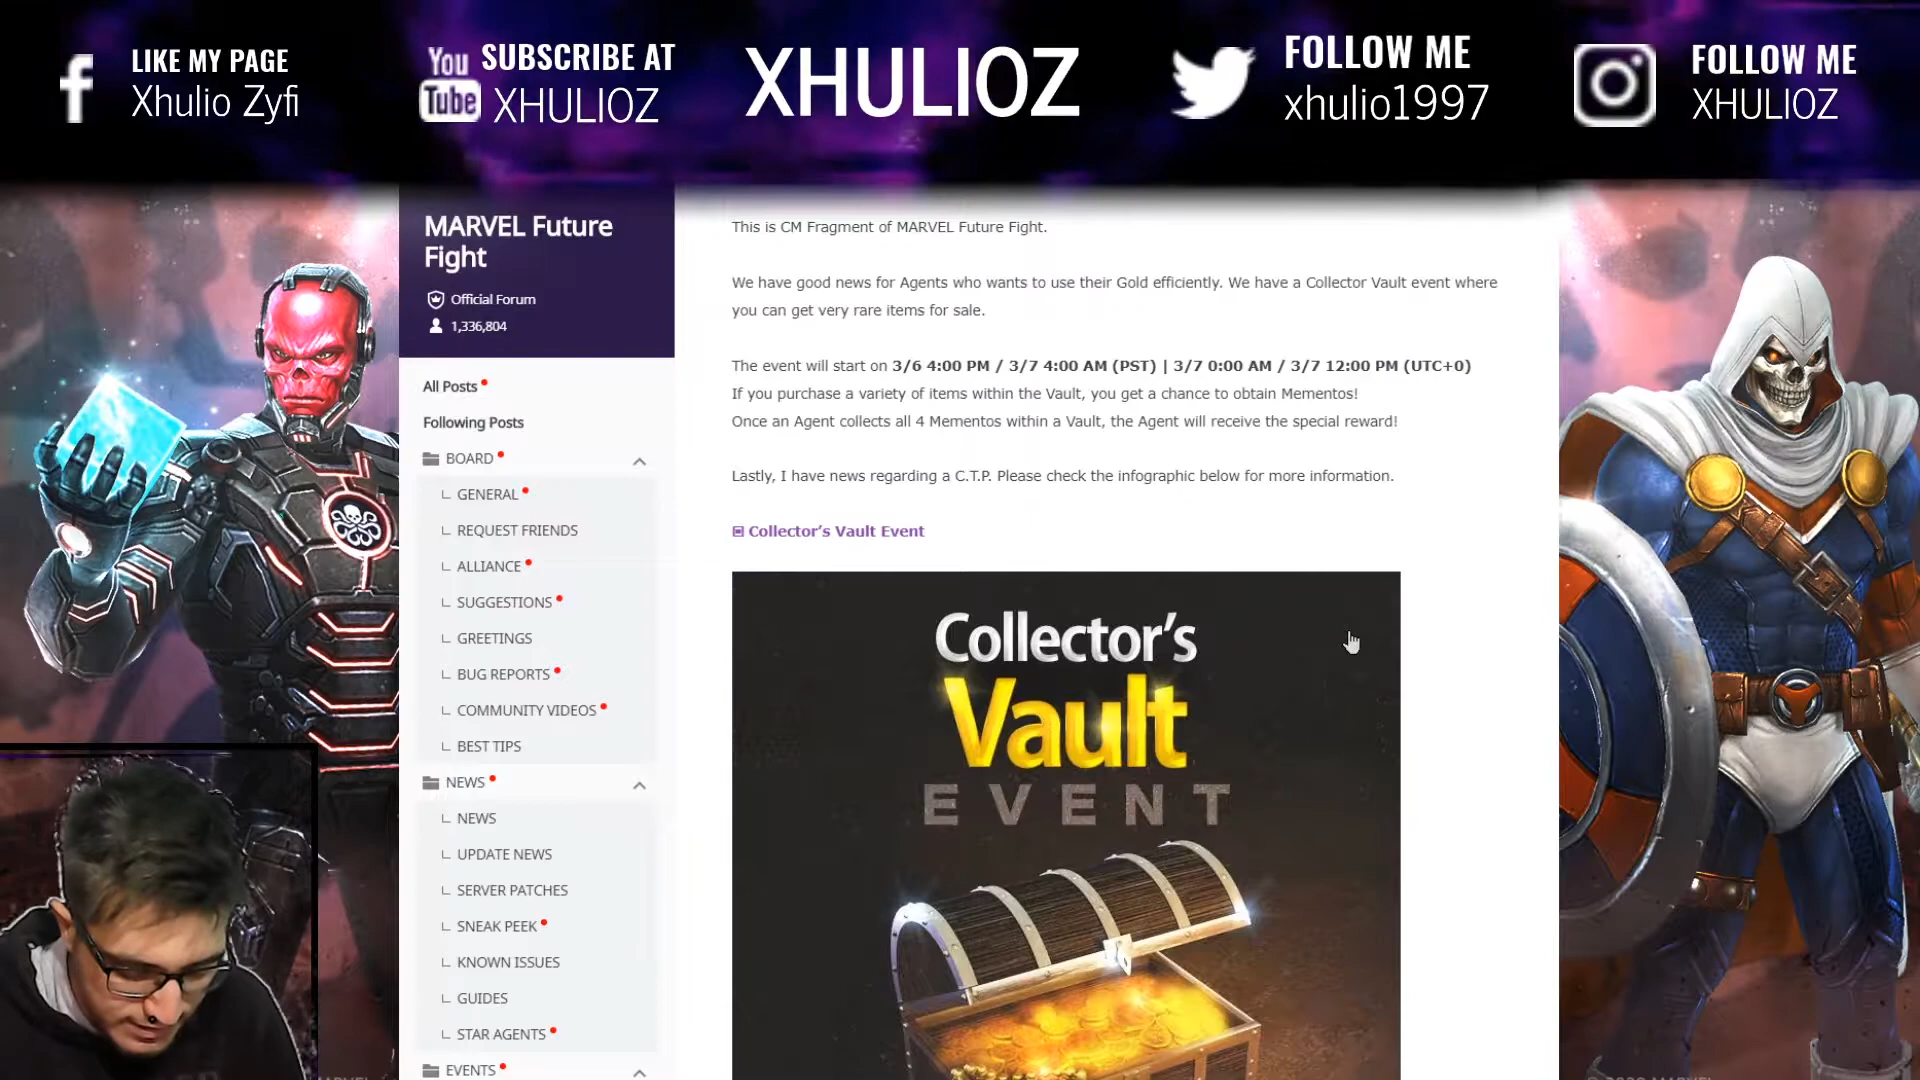 LIKE MY PAGE
Xhulio Zyfi
You Tube
SUBSCRIBE AT
XHULIOZ
XHULIOZ
FOLLOW ME
xhulio1997
FOLLOW ME
XHULIOZ
MARVEL Future
Fight
Official Forum
1,336,804
All Posts
Following Posts
BOARD
GENERAL
REQUEST FRIENDS
ALLIANCE
SUGGESTIONS
GREETINGS
BUG REPORTS
COMMUNITY VIDEOS
BEST TIPS
NEWS
NEWS
UPDATE NEWS
SERVER PATCHES
SNEAK PEEK
KNOWN ISSUES
GUIDES
STAR AGENTS
EVENTS
This is CM Fragment of MARVEL Future Fight.
We have good news for Agents who wants to use their Gold efficiently. We have a Collector Vault event where
you can get very rare items for sale.
The event will start on 3/6 4:00 PM / 3/7 4:00 AM (PST) | 3/7 0:00 AM / 3/7 12:00 PM (UTC+0)
If you purchase a variety of items within the Vault, you get a chance to obtain Mementos!
Once an Agent collects all 4 Mementos within a Vault, the Agent will receive the special reward!
Lastly, I have news regarding a C.T.P. Please check the infographic below for more information.
▣ Collector's Vault Event
Collector's
Vault
EVENT